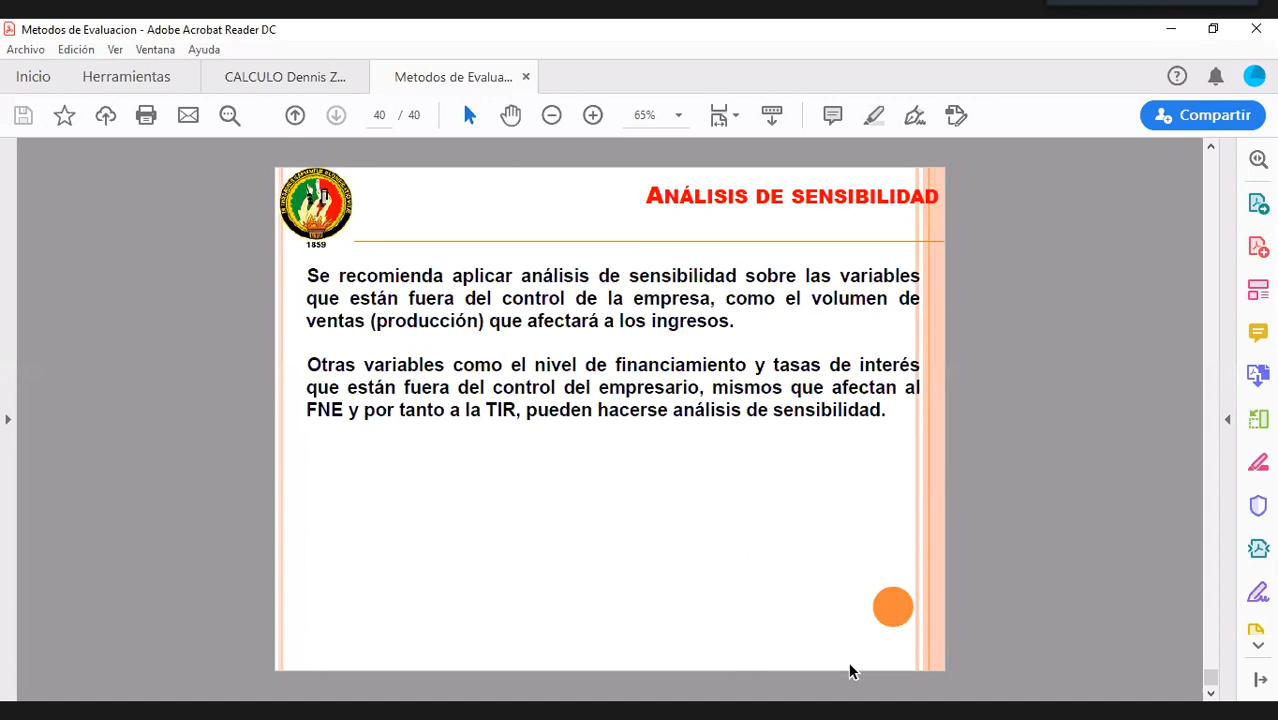 Metodos de Evaluacion - Adobe Acrobat Reader DC
Archivo Edición Ver Ventana Ayuda
Inicio Herramientas CALCULO Dennis Z... Metodos de Evalua...
40 / 40 65% Compartir
ANÁLISIS DE SENSIBILIDAD
1859
Se recomienda aplicar análisis de sensibilidad sobre las variables
que están fuera del control de la empresa, como el volumen de
ventas (producción) que afectará a los ingresos.
Otras variables como el nivel de financiamiento y tasas de interés
que están fuera del control del empresario, mismos que afectan al
FNE y por tanto a la TIR, pueden hacerse análisis de sensibilidad.